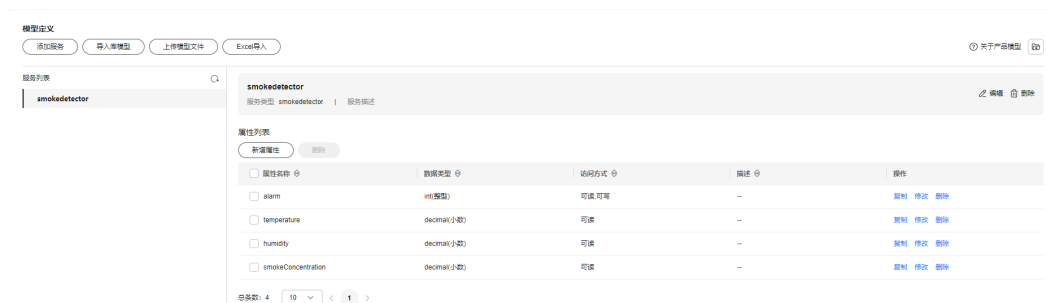 模型定义
添加服务 导入库模型 上传模型文件 Excel导入 关于产品模型
服务列表
smokedetector
smokedetector
服务类型 smokedetector | 服务描述
编辑 删除
属性列表
新增属性 删除
属性名称 数据类型 访问方式 描述 操作
alarm int(整型) 可读,可写 -- 复制 修改 删除
temperature decimal(小数) 可读 -- 复制 修改 删除
humidity decimal(小数) 可读 -- 复制 修改 删除
smokeConcentration decimal(小数) 可读 -- 复制 修改 删除
总条数: 4 10 < 1 >